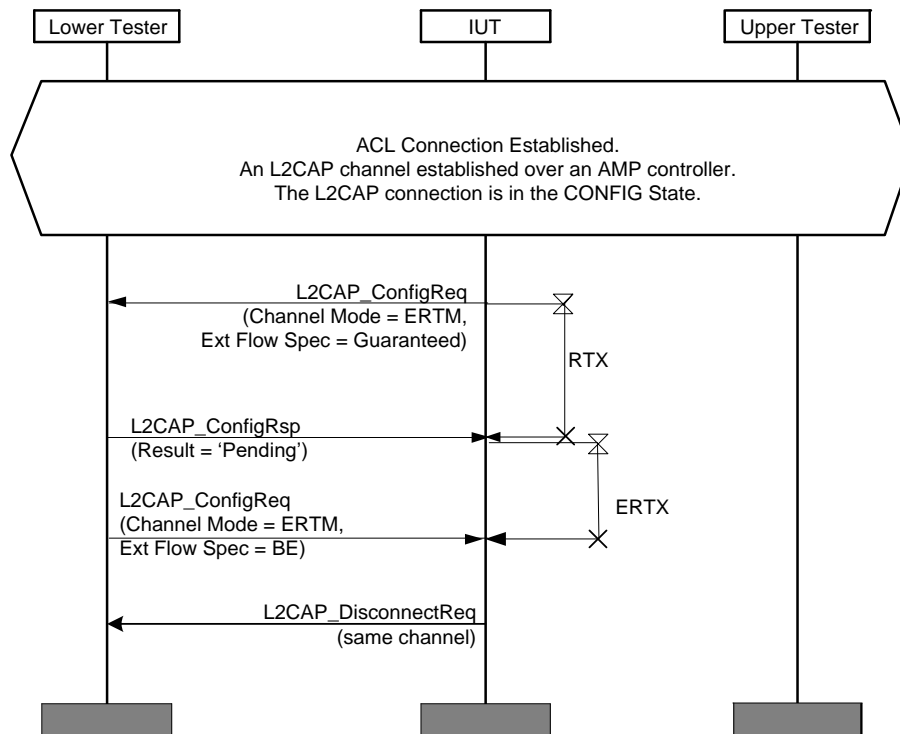 Lower Tester
IUT
Upper Tester
ACL Connection Established.
An L2CAP channel established over an AMP controller.
The L2CAP connection is in the CONFIG State.
L2CAP_ConfigReq
(Channel Mode = ERTM,
Ext Flow Spec = Guaranteed)
RTX
L2CAP_ConfigRsp
(Result = ‘Pending’)
L2CAP_ConfigReq
(Channel Mode = ERTM,
Ext Flow Spec = BE)
ERTX
L2CAP_DisconnectReq
(same channel)